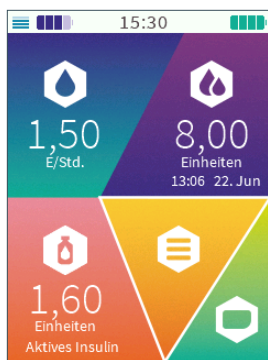 15:30
1,50
E/Std.
8,00
Einheiten
13:06 22. Jun
1,60
Einheiten
Aktives Insulin